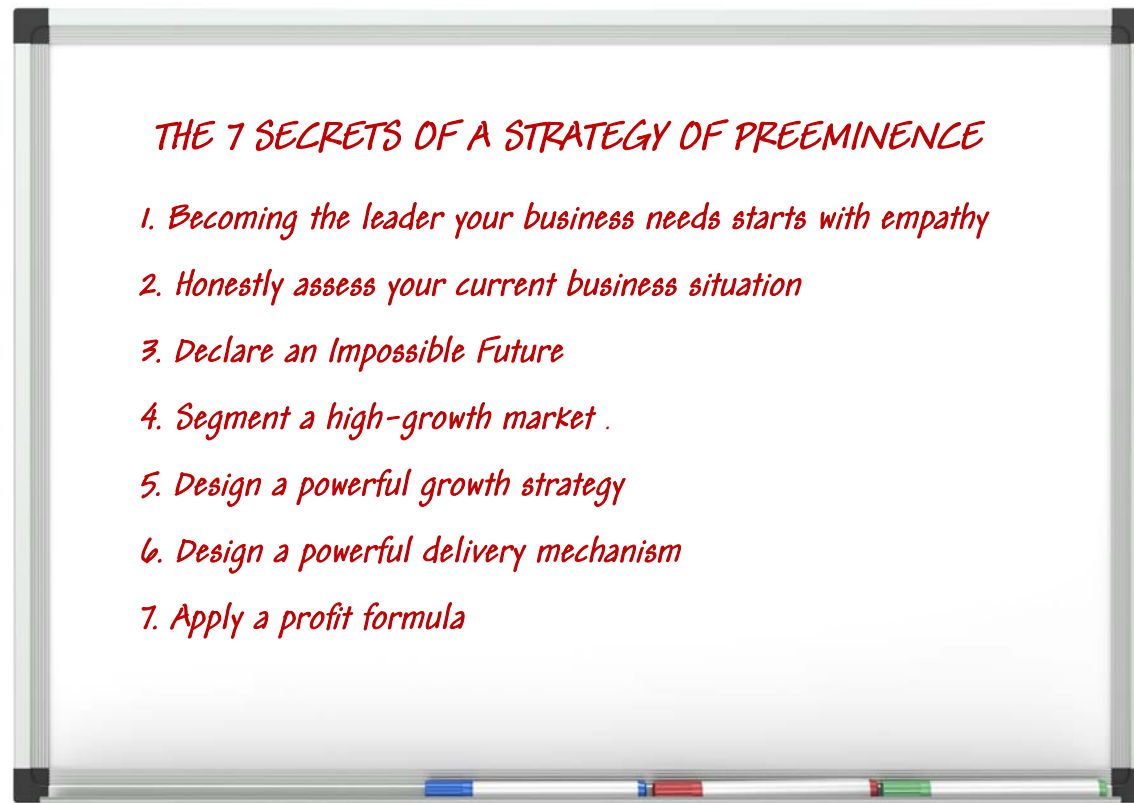 THE 7 SECRETS OF A STRATEGY OF PREEMINENCE
1. Becoming the leader your business needs starts with empathy
2. Honestly assess your current business situation
3. Declare an Impossible Future
4. Segment a high-growth market .
5. Design a powerful growth strategy
6. Design a powerful delivery mechanism
7. Apply a profit formula